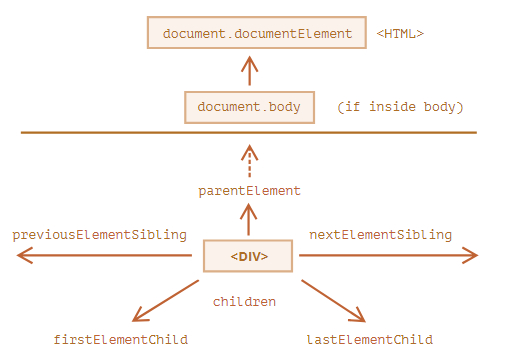 document.documentElement <HTML>
document.body (if inside body)
parentElement
previousElementSibling nextElementSibling
<DIV>
children
firstElementChild lastElementChild